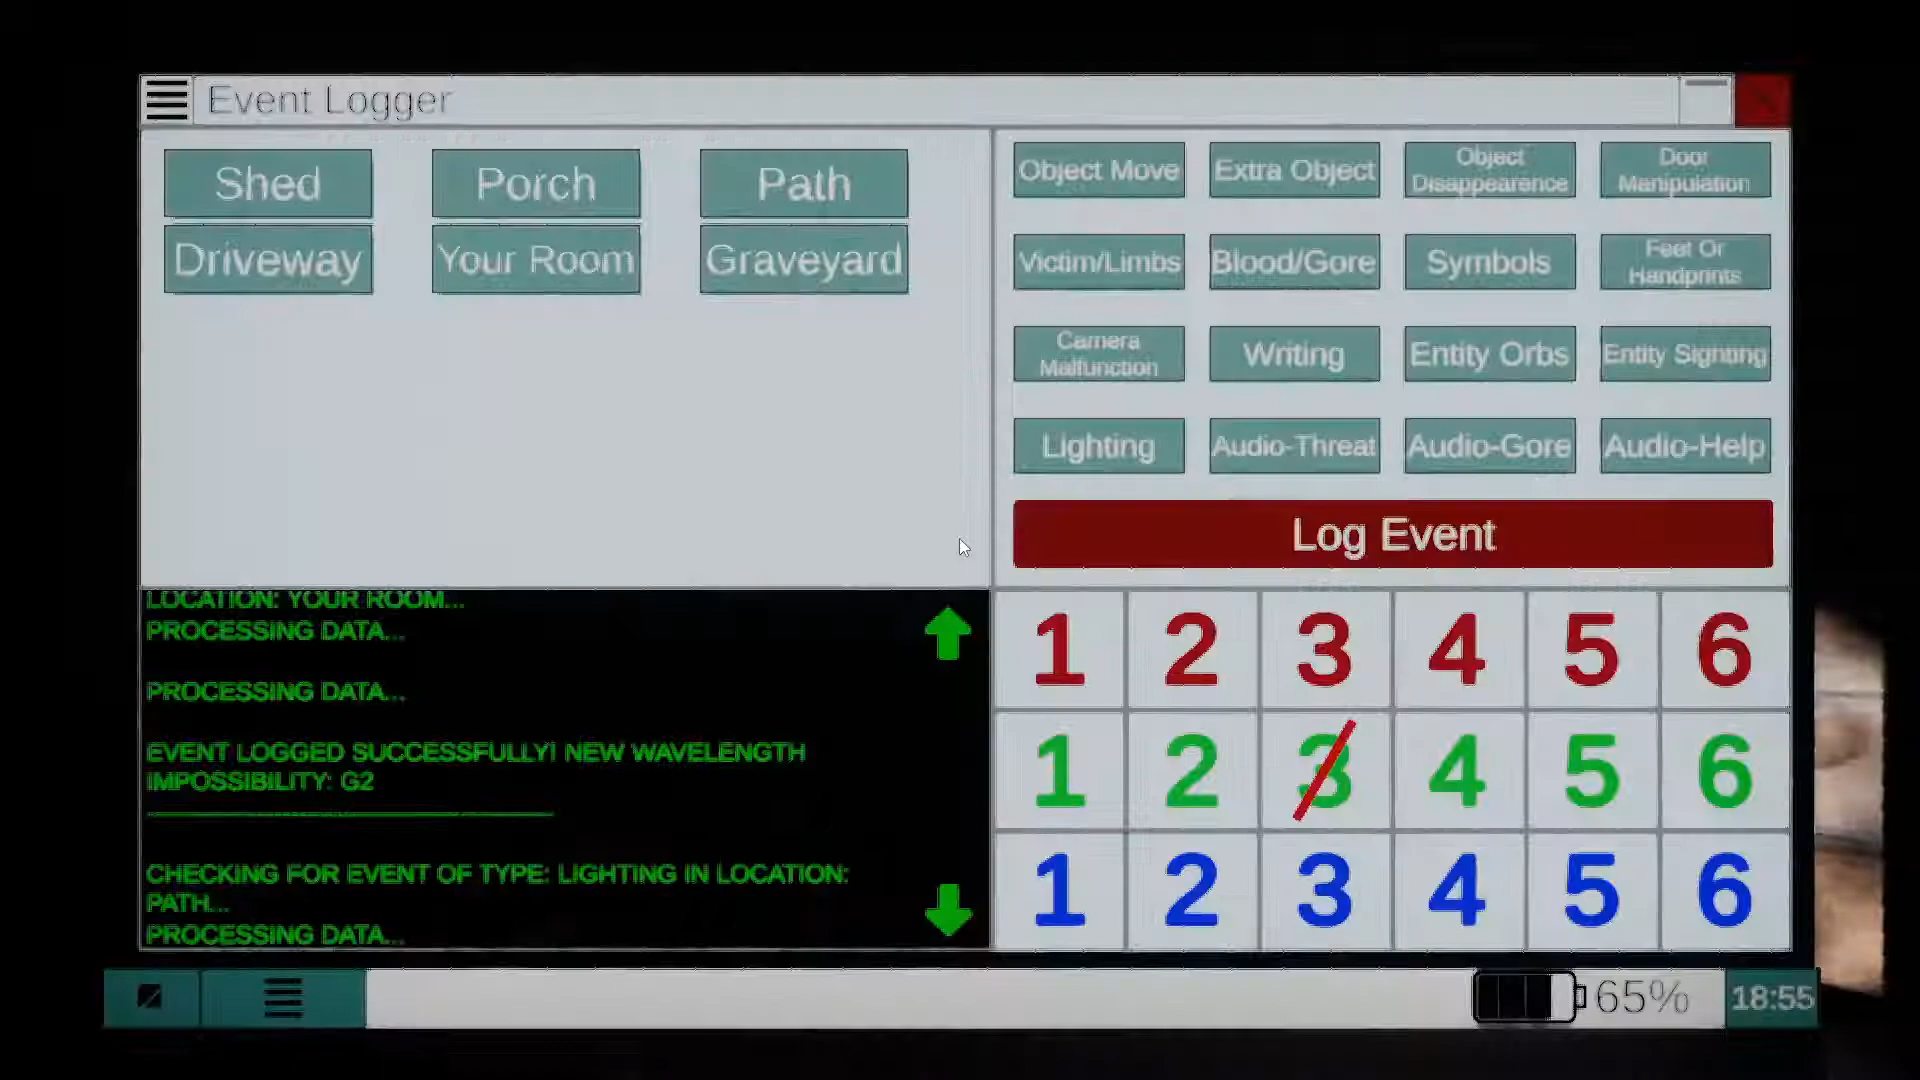 Event Logger
Shed Porch Path
Driveway Your Room Graveyard
Object Move Extra Object Object Disappearence Door Manipulation
Victim/Limbs Blood/Gore Symbols Feet Or Handprints
Camera Malfunction Writing Entity Orbs Entity Sighting
Lighting Audio-Threat Audio-Gore Audio-Help
Log Event
LOCATION: YOUR ROOM...
PROCESSING DATA...
PROCESSING DATA...
EVENT LOGGED SUCCESSFULLY! NEW WAVELENGTH
IMPOSSIBILITY: G2
CHECKING FOR EVENT OF TYPE: LIGHTING IN LOCATION:
PATH...
PROCESSING DATA...
1 2 3 4 5 6
1 2 3 4 5 6
1 2 3 4 5 6
65% 18:55